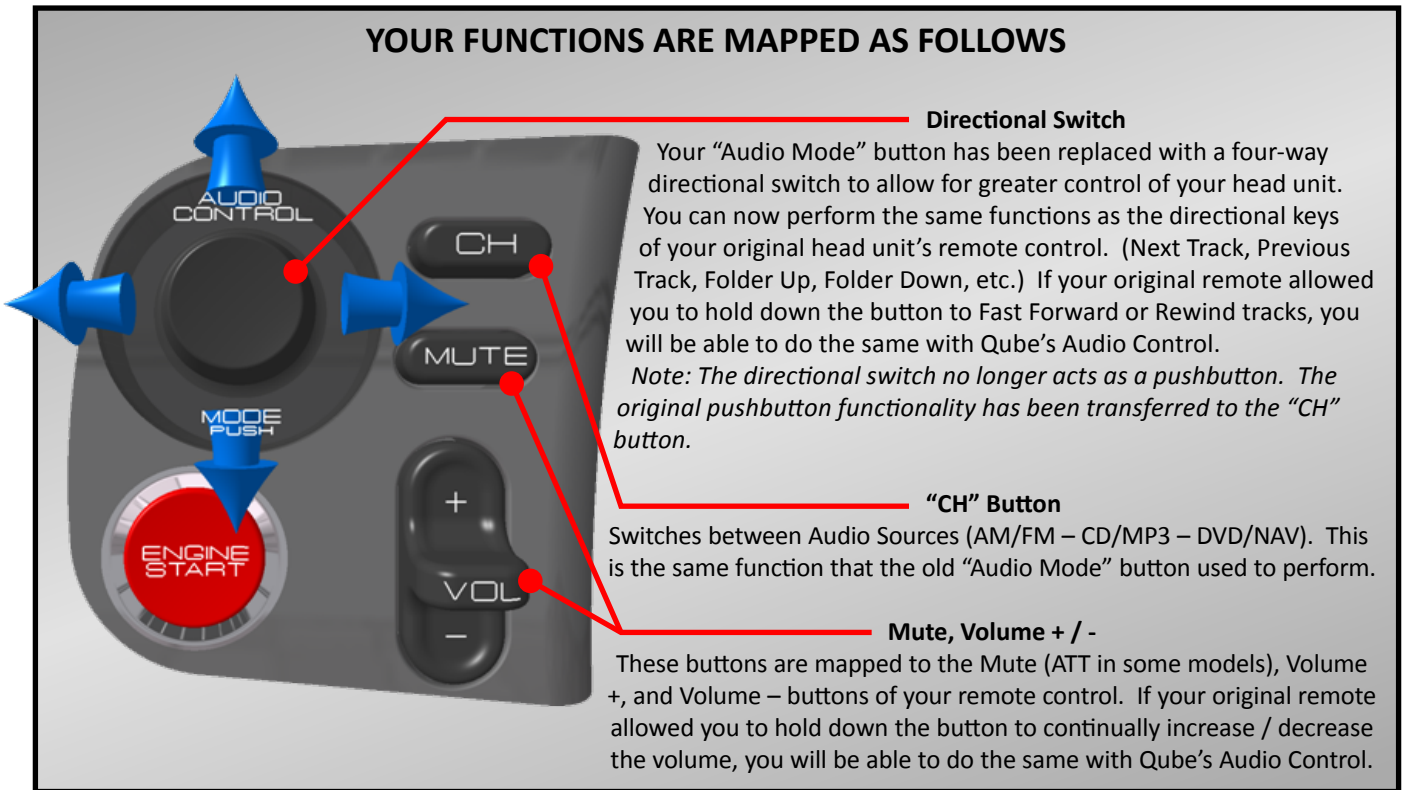 YOUR FUNCTIONS ARE MAPPED AS FOLLOWS
AUDIO
CONTROL
CH
MUTE
MODE
PUSH
ENGINE
START
+
VOL
–
Directional Switch
Your “Audio Mode” button has been replaced with a four-way
directional switch to allow for greater control of your head unit.
You can now perform the same functions as the directional keys
of your original head unit’s remote control.  (Next Track, Previous
Track, Folder Up, Folder Down, etc.)  If your original remote allowed
you to hold down the button to Fast Forward or Rewind tracks, you
will be able to do the same with Qube’s Audio Control.
Note: The directional switch no longer acts as a pushbutton.  The
original pushbutton functionality has been transferred to the “CH”
button.
“CH” Button
Switches between Audio Sources (AM/FM – CD/MP3 – DVD/NAV).  This
is the same function that the old “Audio Mode” button used to perform.
Mute, Volume + / -
These buttons are mapped to the Mute (ATT in some models), Volume
+, and Volume – buttons of your remote control.  If your original remote
allowed you to hold down the button to continually increase / decrease
the volume, you will be able to do the same with Qube’s Audio Control.